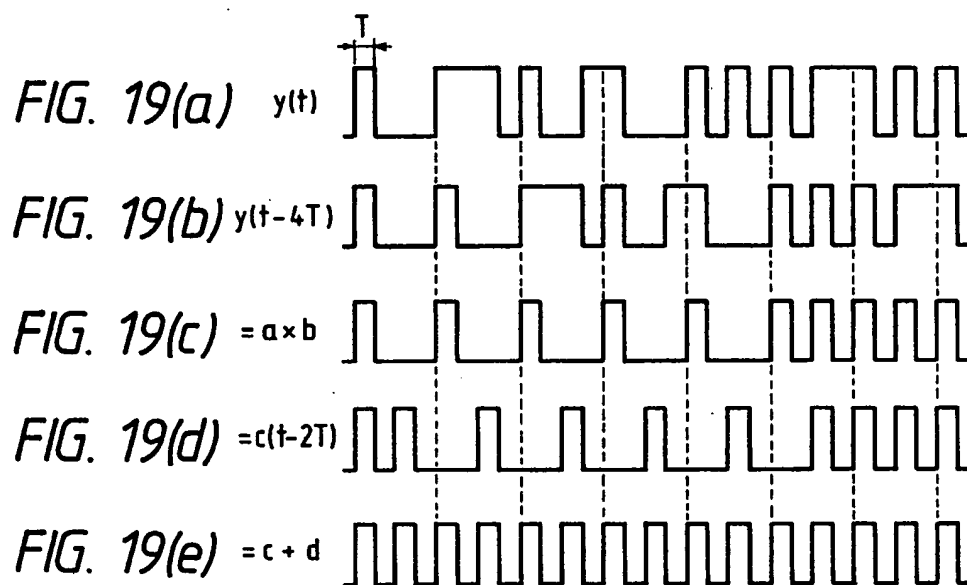 T
FIG. 19(a) y(t)
FIG. 19(b) y(t-4T)
FIG. 19(c) = a × b
FIG. 19(d) =c(t-2T)
FIG. 19(e) = c + d